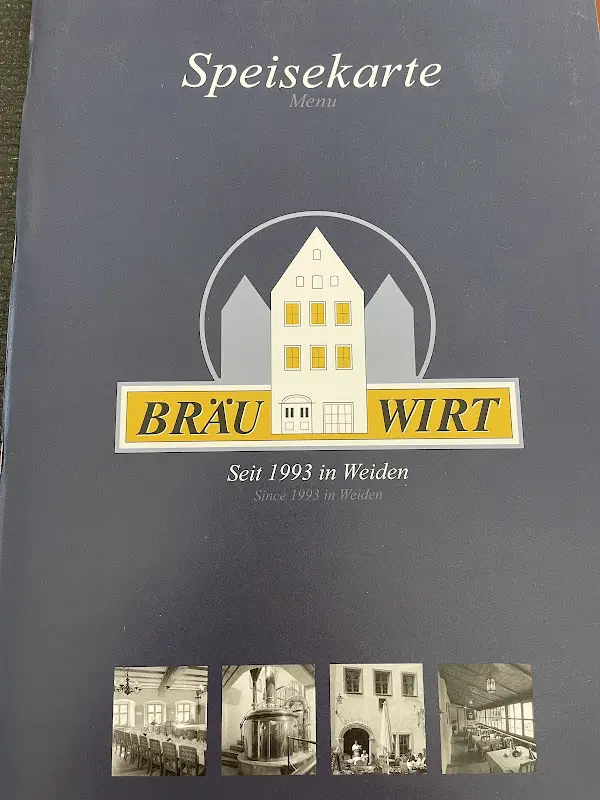 Speisekarte
Menu
BRÄU WIRT
Seit 1993 in Weiden
Since 1993 in Weiden